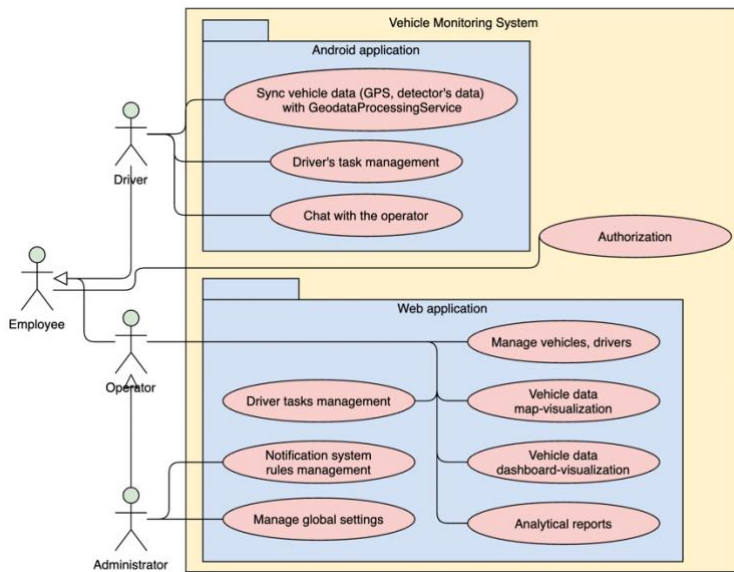 Vehicle Monitoring System
Android application
Sync vehicle data (GPS, detector's data)
with GeodataProcessingService
Driver
Driver's task management
Chat with the operator
Authorization
Employee
Web application
Operator
Manage vehicles, drivers
Driver tasks management
Vehicle data
map-visualization
Notification system
rules management
Vehicle data
dashboard-visualization
Manage global settings
Analytical reports
Administrator